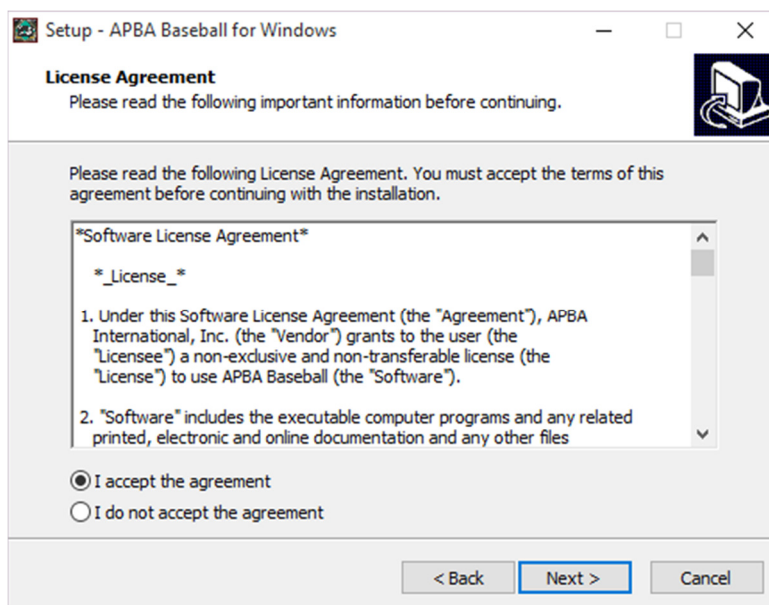 Setup - APBA Baseball for Windows
License Agreement
Please read the following important information before continuing.
Please read the following License Agreement. You must accept the terms of this
agreement before continuing with the installation.
*Software License Agreement*
*_License_*
1. Under this Software License Agreement (the "Agreement"), APBA
International, Inc. (the "Vendor") grants to the user (the
"Licensee") a non-exclusive and non-transferable license (the
"License") to use APBA Baseball (the "Software").
2. "Software" includes the executable computer programs and any related
printed, electronic and online documentation and any other files
I accept the agreement
I do not accept the agreement
< Back Next > Cancel